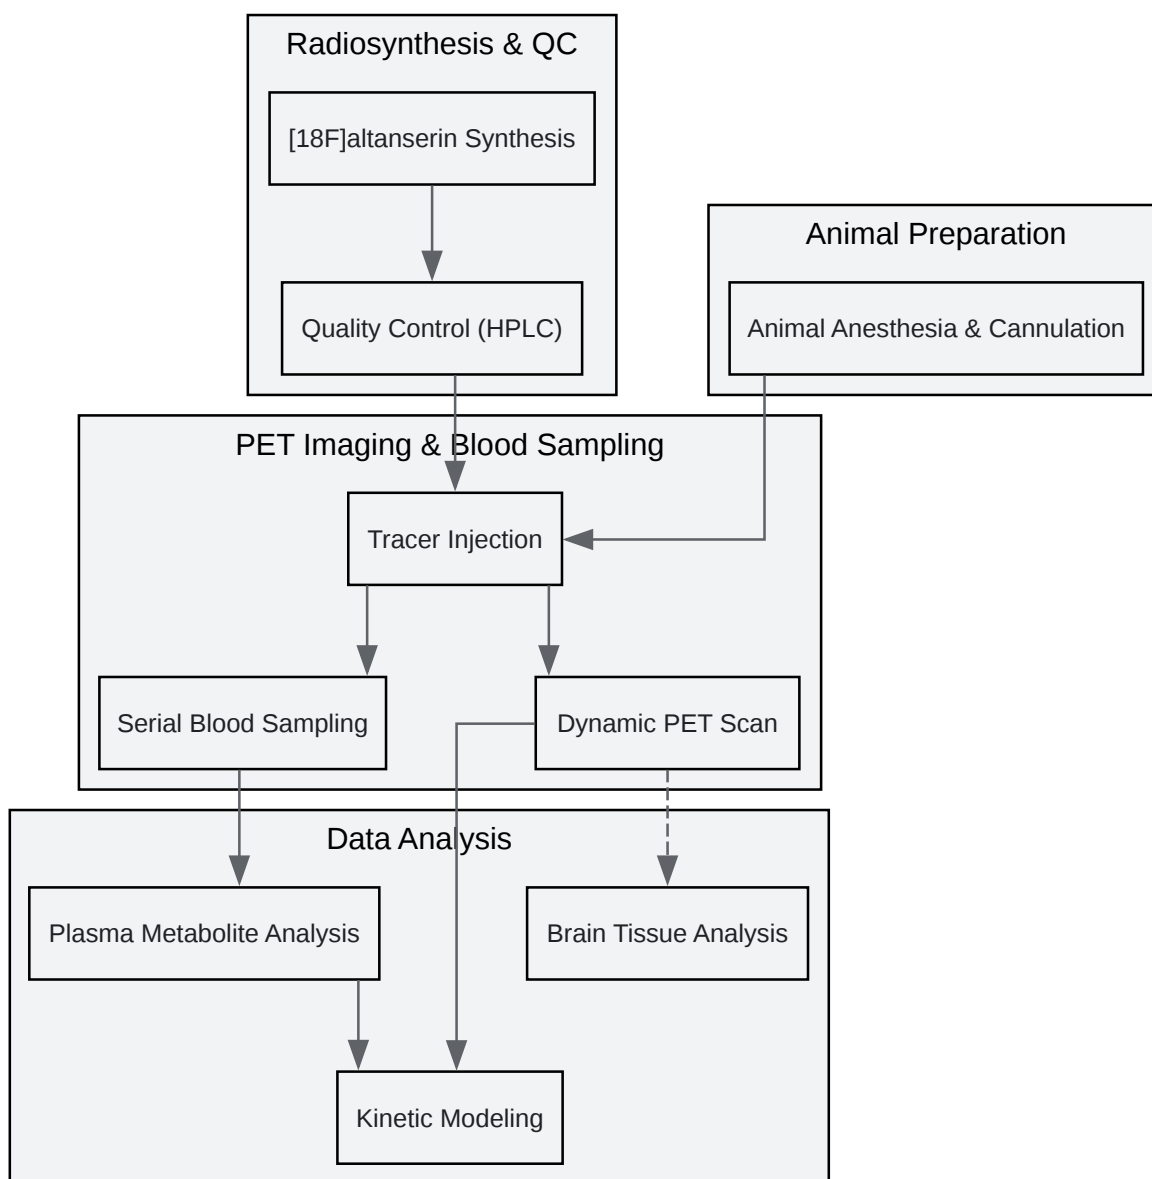 Radiosynthesis & QC
[18F]altanserin Synthesis
Quality Control (HPLC)
Animal Preparation
Animal Anesthesia & Cannulation
PET Imaging & Blood Sampling
Tracer Injection
Serial Blood Sampling
Dynamic PET Scan
Data Analysis
Plasma Metabolite Analysis
Brain Tissue Analysis
Kinetic Modeling